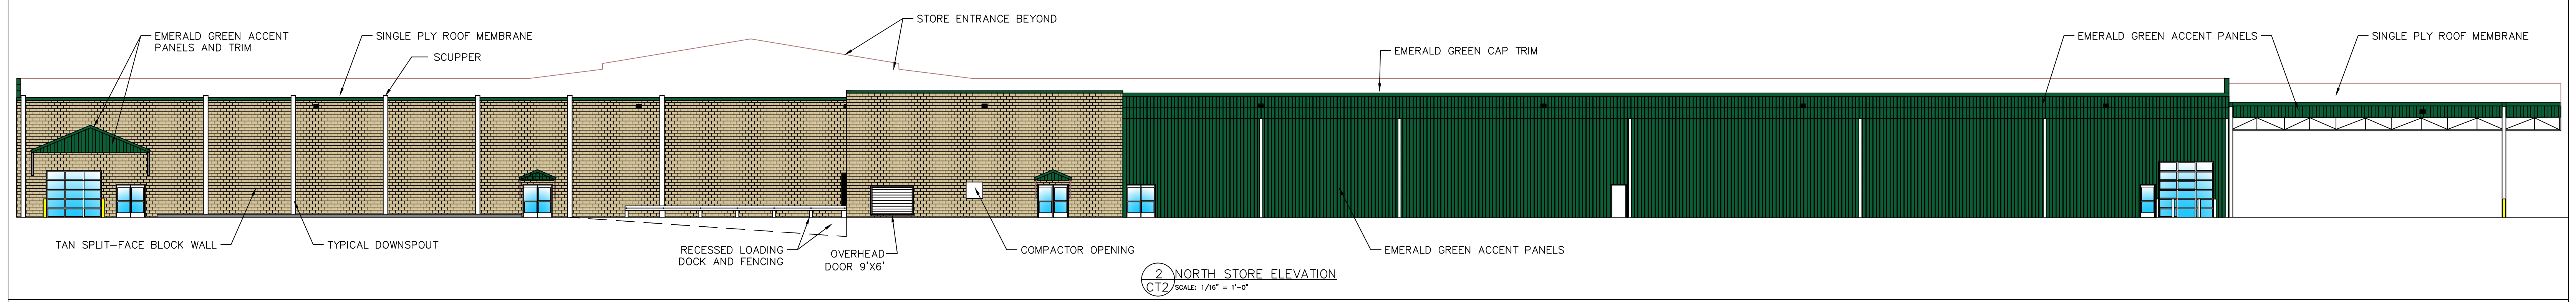 STORE ENTRANCE BEYOND
EMERALD GREEN ACCENT
PANELS AND TRIM
SINGLE PLY ROOF MEMBRANE
SCUPPER
EMERALD GREEN CAP TRIM
EMERALD GREEN ACCENT PANELS
SINGLE PLY ROOF MEMBRANE
TAN SPLIT-FACE BLOCK WALL
TYPICAL DOWNSPOUT
RECESSED LOADING
DOCK AND FENCING
OVERHEAD
DOOR 9'X6'
COMPACTOR OPENING
EMERALD GREEN ACCENT PANELS
2 NORTH STORE ELEVATION
CT2 SCALE: 1/16" = 1'-0"